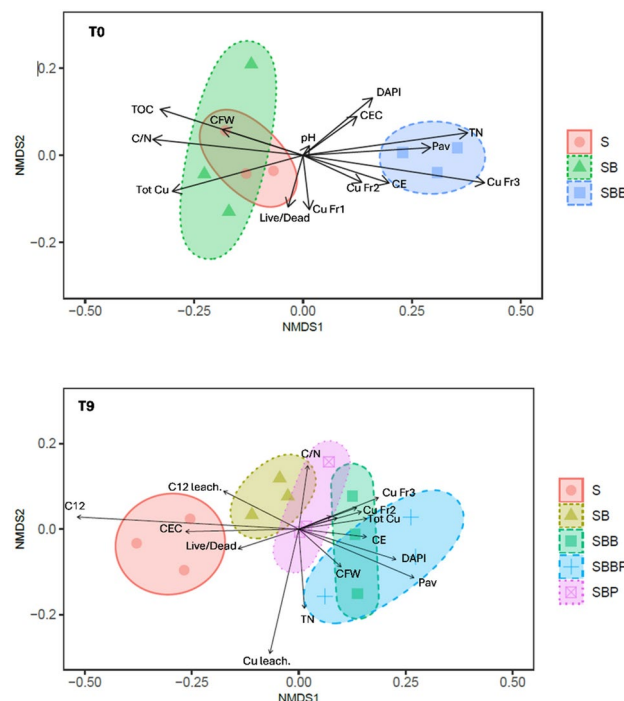 T0
0.2
0.0
−0.2
NMDS2
−0.50
−0.25
0.00
0.25
0.50
NMDS1
TOC
CFW
C/N
Tot Cu
pH
DAPI
CEC
TN
Pav
Cu Fr2
CE
Cu Fr3
Cu Fr1
Live/Dead
S
SB
SBB
T9
0.2
0.0
−0.2
NMDS2
−0.50
−0.25
0.00
0.25
0.50
NMDS1
C/N
C12 leach.
C12
CEC
Live/Dead
Cu Fr3
Cu Fr2
Tot Cu
CE
DAPI
CFW
Pav
TN
Cu leach.
S
SB
SBB
SBBP
SBP